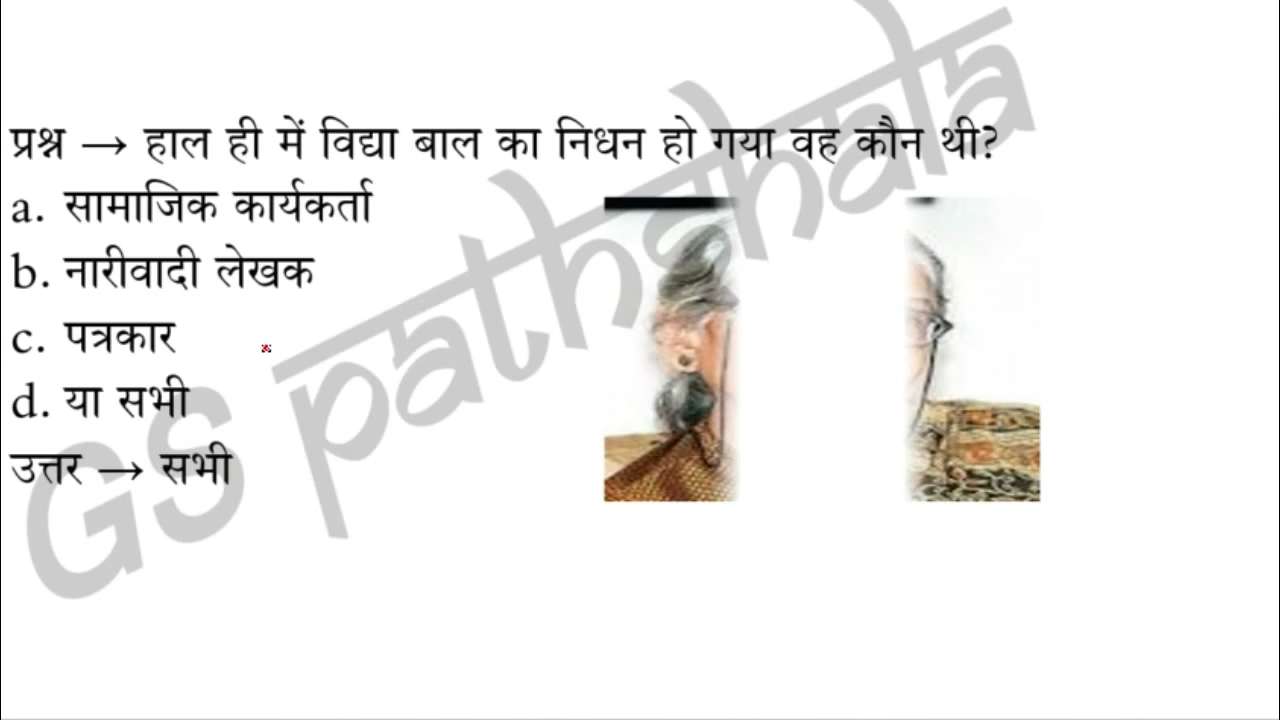 प्रश्न → हाल ही में विद्या बाल का निधन हो गया वह कौन थी?
a. सामाजिक कार्यकर्ता
b. नारीवादी लेखक
c. पत्रकार
d. या सभी
उत्तर → सभी
GS pathshala